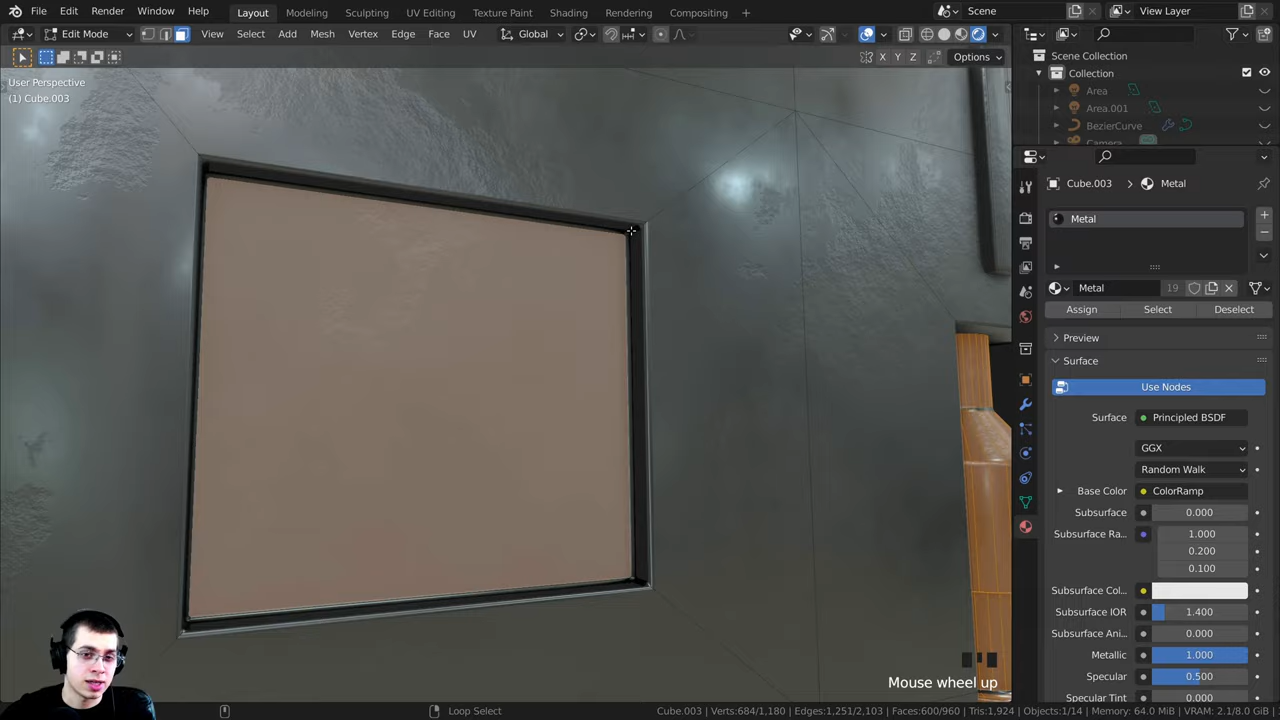 File Edit Render Window Help Layout Modeling Sculpting UV Editing Texture Paint Shading Rendering Compositing Scene View Layer
Edit Mode View Select Add Mesh Vertex Edge Face UV Global
X Y Z Options
User Perspective
(1) Cube.003
Scene Collection
Collection
Area
Area.001
BezierCurve
Camera
Cube.003 Metal
Metal
Metal 19
Assign Select Deselect
Preview
Surface
Use Nodes
Surface Principled BSDF
GGX
Random Walk
Base Color ColorRamp
Subsurface 0.000
Subsurface Ra... 1.000
0.200
0.100
Subsurface Col...
Subsurface IOR 1.400
Subsurface Ani... 0.000
Metallic 1.000
Specular 0.500
Specular Tint 0.000
Mouse wheel up
Loop Select
Cube.003 | Verts:684/1,180 | Edges:1,251/2,103 | Faces:600/960 | Tris:1,924 | Objects:1/14 | Memory: 64.0 MiB | VRAM: 2.1/8.0 Gi